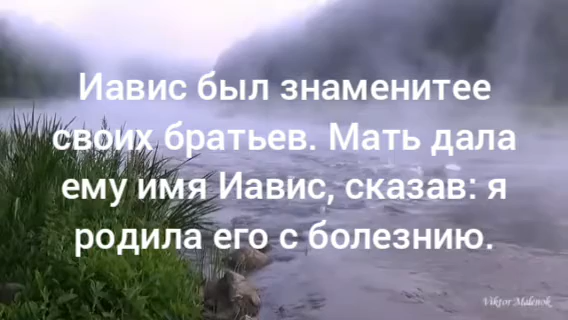 Иавис был знаменитее
своих братьев. Мать дала
ему имя Иавис, сказав: я
родила его с болезнию.
Viktor Malenok